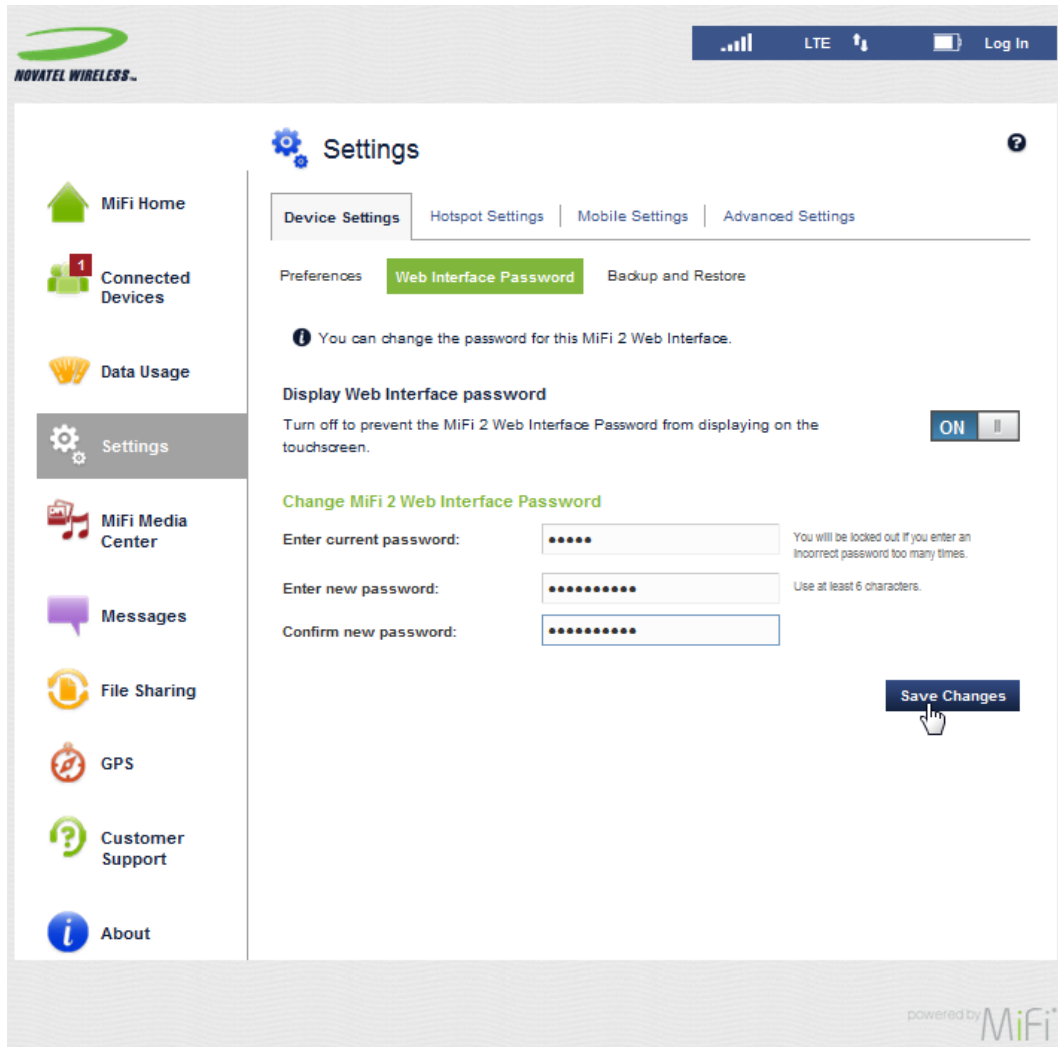 NOVATEL WIRELESS™
LTE
Log In
Settings
MiFi Home
1
Connected
Devices
Data Usage
Settings
MiFi Media
Center
Messages
File Sharing
GPS
Customer
Support
About
Device Settings
Hotspot Settings
Mobile Settings
Advanced Settings
Preferences
Web Interface Password
Backup and Restore
You can change the password for this MiFi 2 Web Interface.
Display Web Interface password
Turn off to prevent the MiFi 2 Web Interface Password from displaying on the
touchscreen.
ON
Change MiFi 2 Web Interface Password
Enter current password:
•••••
You will be locked out if you enter an
incorrect password too many times.
Enter new password:
••••••••••
Use at least 6 characters.
Confirm new password:
••••••••••
Save Changes
powered by MiFi